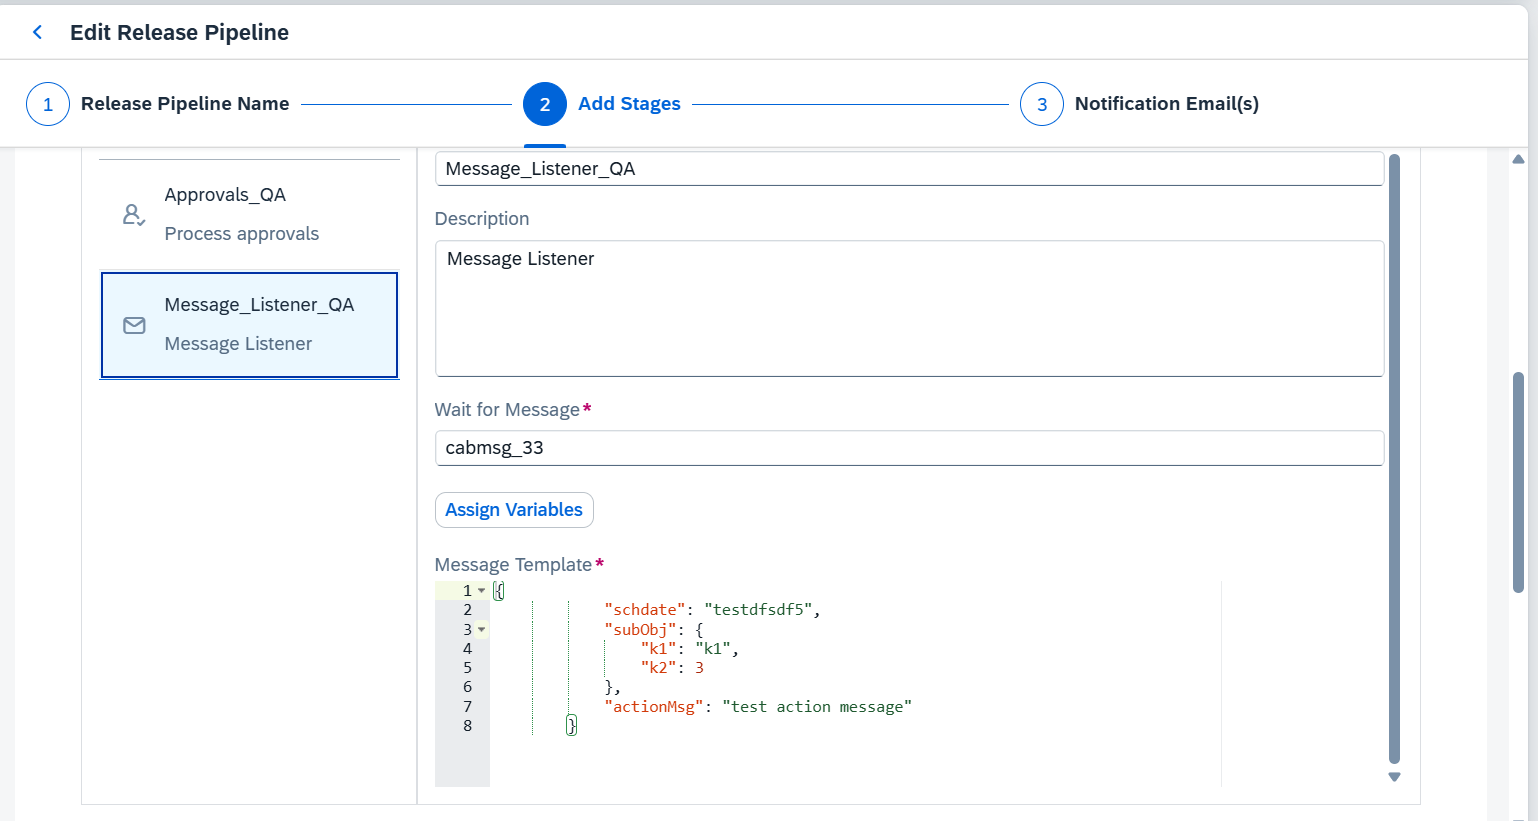 Edit Release Pipeline
1 Release Pipeline Name 2 Add Stages 3 Notification Email(s)
Approvals_QA
Process approvals
Message_Listener_QA
Message Listener
Message_Listener_QA
Description
Message Listener
Wait for Message*
cabmsg_33
Assign Variables
Message Template*
1 {
2 "schdate": "testdfsdf5",
3 "subObj": {
4 "k1": "k1",
5 "k2": 3
6 },
7 "actionMsg": "test action message"
8 }